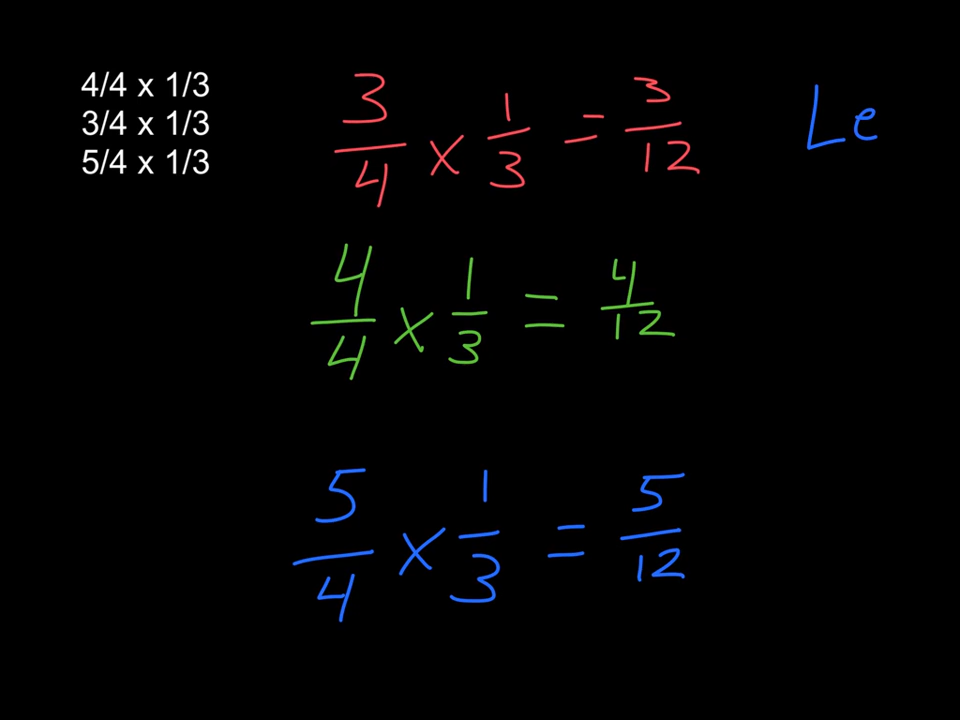 4/4 x 1/3
3/4 x 1/3
5/4 x 1/3
3/4 x 1/3 = 3/12
Le
4/4 x 1/3 = 4/12
5/4 x 1/3 = 5/12